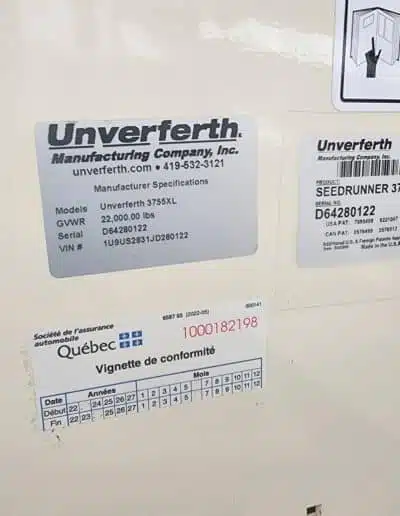 Unverferth
Manufacturing Company, Inc.
unverferth.com • 419-532-3121
Manufacturer Specifications
Models Unverferth 3755XL
GVWR 22,000.00 lbs
Serial D64280122
VIN # 1U9US2831JD280122
Unverferth
Manufacturing Company, Inc.
PRODUCT:
SEEDRUNNER 37
SERIAL NO.
D64280122
USA PAT.
CAN PAT.
Société de l'assurance
automobile
Québec
(2022-05)
1000182198
Vignette de conformité
Date Années Mois
Début 22 24 25 26 27 1 2 3 4 5 7 8 9 10 11 12
Fin 22 23 25 26 27 1 2 3 4 5 7 8 9 10 11 12